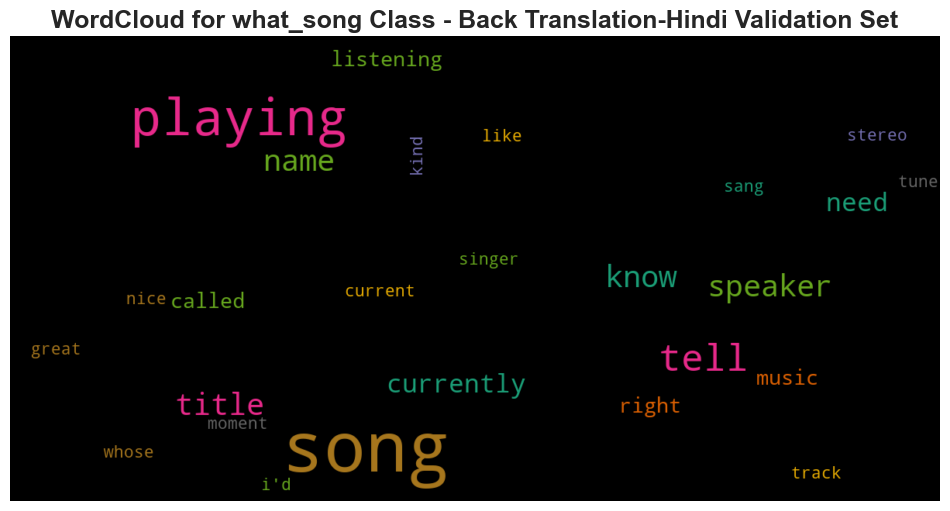 WordCloud for what_song Class - Back Translation-Hindi Validation Set
listening
playing
like
stereo
name
kind
sang
tune
need
singer
know
speaker
current
nice
called
great
tell
currently
music
title
right
moment
song
whose
track
i'd